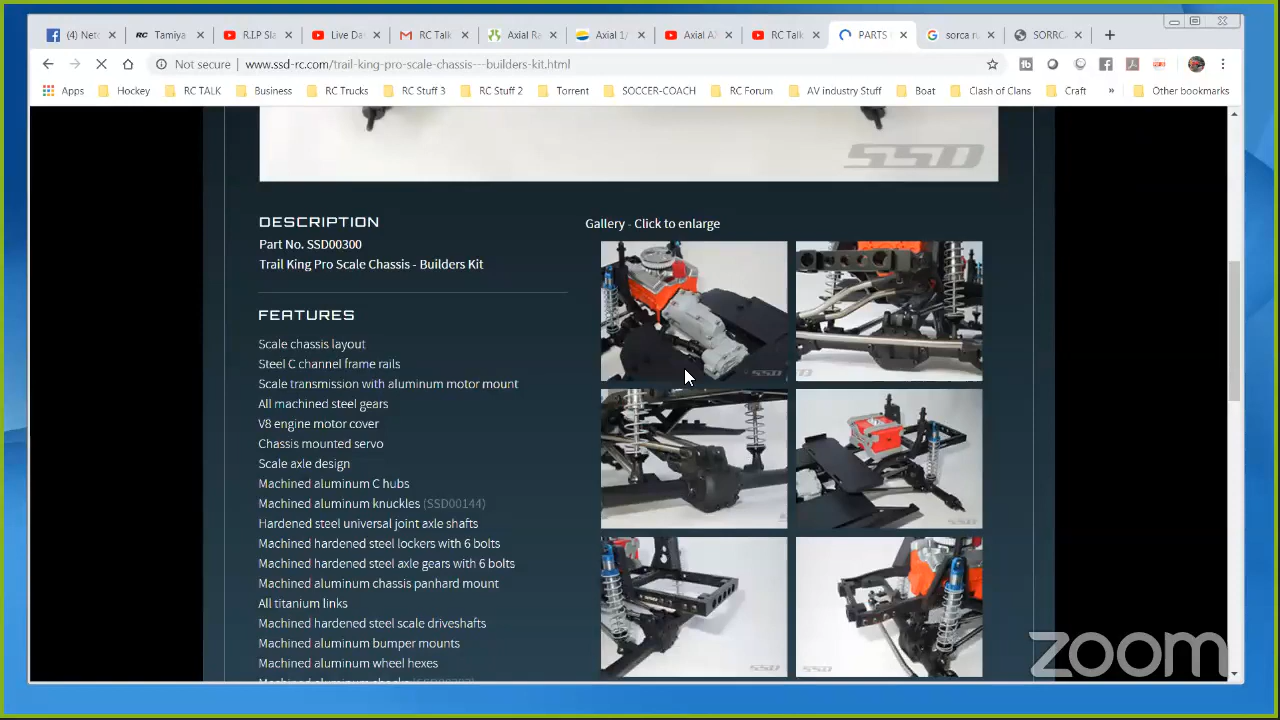 (4) Netc
RC Tamiya
R.I.P Sla
Live Da
RC Talk
Axial Ra
Axial 1/
Axial A
RC Talk
PARTS
sorca ru
SORRCA
Not secure | www.ssd-rc.com/trail-king-pro-scale-chassis---builders-kit.html
Apps
Hockey
RC TALK
Business
RC Trucks
RC Stuff 3
RC Stuff 2
Torrent
SOCCER-COACH
RC Forum
AV industry Stuff
Boat
Clash of Clans
Craft
»
Other bookmarks
SSD
DESCRIPTION
Part No. SSD00300
Trail King Pro Scale Chassis - Builders Kit
Gallery - Click to enlarge
FEATURES
Scale chassis layout
Steel C channel frame rails
Scale transmission with aluminum motor mount
All machined steel gears
V8 engine motor cover
Chassis mounted servo
Scale axle design
Machined aluminum C hubs
Machined aluminum knuckles (SSD00144)
Hardened steel universal joint axle shafts
Machined hardened steel lockers with 6 bolts
Machined hardened steel axle gears with 6 bolts
Machined aluminum chassis panhard mount
All titanium links
Machined hardened steel scale driveshafts
Machined aluminum bumper mounts
Machined aluminum wheel hexes
zoom